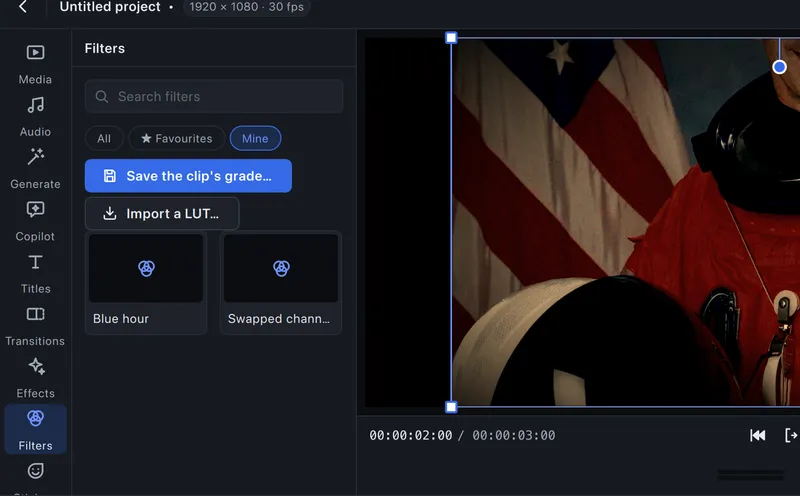 Untitled project • 1920 × 1080 · 30 fps
Media
Audio
Generate
Copilot
Titles
Transitions
Effects
Filters
Filters
Search filters
All
★ Favourites
Mine
Save the clip's grade...
Import a LUT...
Blue hour
Swapped chann...
00:00:02:00 / 00:00:03:00